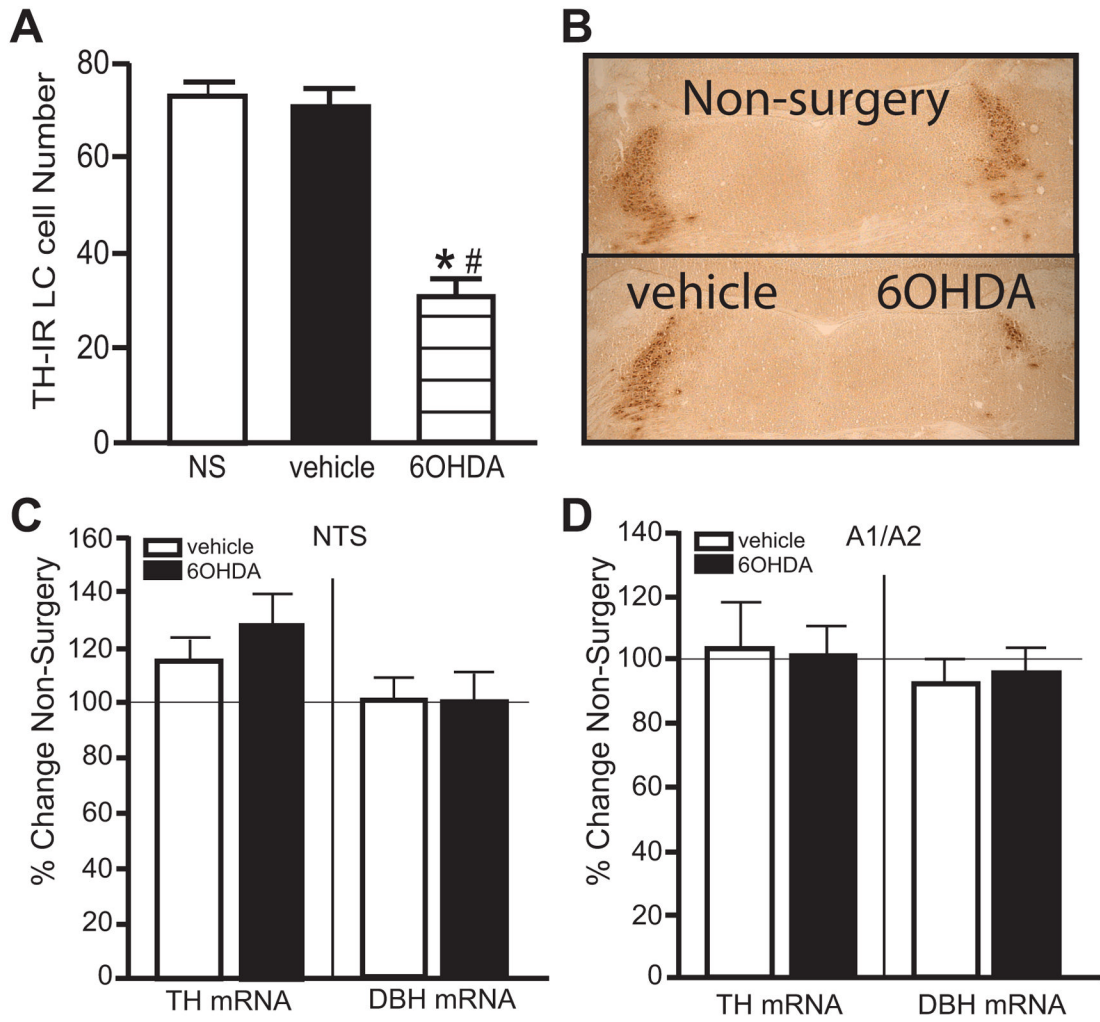 A
TH-IR LC cell Number
80
60
40
20
0
* #
NS vehicle 6OHDA
B
Non-surgery
vehicle 6OHDA
C
% Change Non-Surgery
160
140
120
100
80
60
40
20
0
vehicle
6OHDA
NTS
TH mRNA DBH mRNA
D
% Change Non-Surgery
140
120
100
80
60
40
20
0
vehicle
6OHDA
A1/A2
TH mRNA DBH mRNA